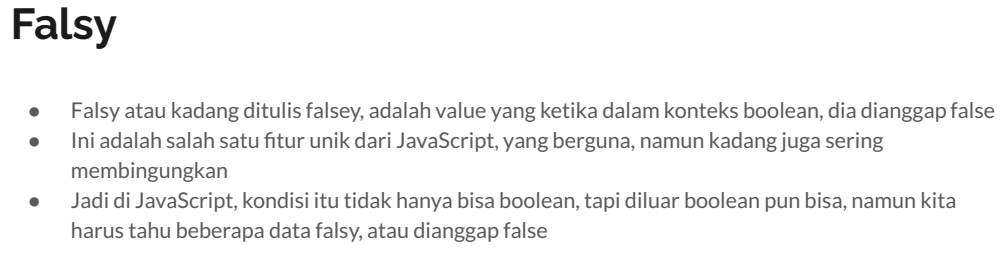 Falsy
● Falsy atau kadang ditulis falsey, adalah value yang ketika dalam konteks boolean, dia dianggap false
● Ini adalah salah satu fitur unik dari JavaScript, yang berguna, namun kadang juga sering
membingungkan
● Jadi di JavaScript, kondisi itu tidak hanya bisa boolean, tapi diluar boolean pun bisa, namun kita
harus tahu beberapa data falsy, atau dianggap false